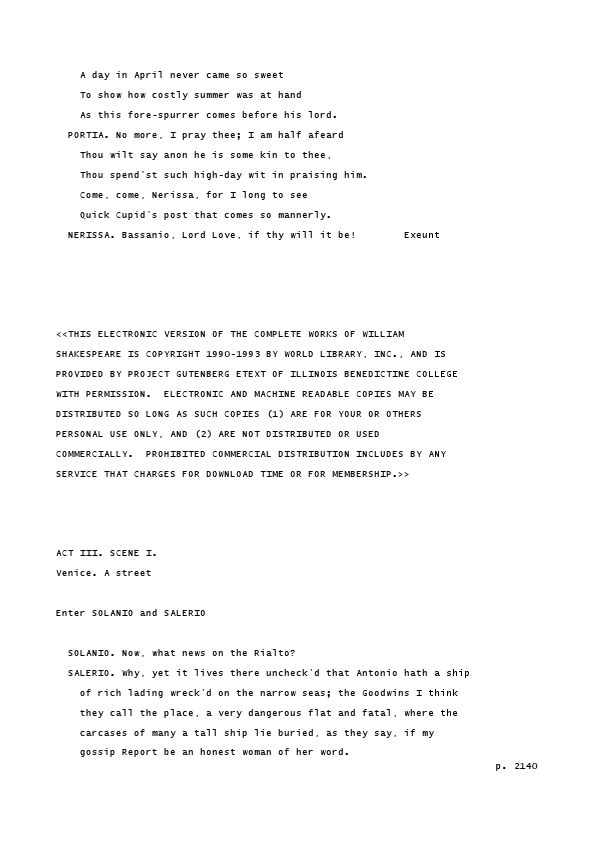 A day in April never came so sweet
To show how costly summer was at hand
As this fore-spurrer comes before his lord.
PORTIA. No more, I pray thee; I am half afeard
Thou wilt say anon he is some kin to thee,
Thou spend'st such high-day wit in praising him.
Come, come, Nerissa, for I long to see
Quick Cupid's post that comes so mannerly.
NERISSA. Bassanio, Lord Love, if thy will it be! Exeunt
<<THIS ELECTRONIC VERSION OF THE COMPLETE WORKS OF WILLIAM
SHAKESPEARE IS COPYRIGHT 1990-1993 BY WORLD LIBRARY, INC., AND IS
PROVIDED BY PROJECT GUTENBERG ETEXT OF ILLINOIS BENEDICTINE COLLEGE
WITH PERMISSION. ELECTRONIC AND MACHINE READABLE COPIES MAY BE
DISTRIBUTED SO LONG AS SUCH COPIES (1) ARE FOR YOUR OR OTHERS
PERSONAL USE ONLY, AND (2) ARE NOT DISTRIBUTED OR USED
COMMERCIALLY. PROHIBITED COMMERCIAL DISTRIBUTION INCLUDES BY ANY
SERVICE THAT CHARGES FOR DOWNLOAD TIME OR FOR MEMBERSHIP.>>
ACT III. SCENE I.
Venice. A street
Enter SOLANIO and SALERIO
SOLANIO. Now, what news on the Rialto?
SALERIO. Why, yet it lives there uncheck'd that Antonio hath a ship
of rich lading wreck'd on the narrow seas; the Goodwins I think
they call the place, a very dangerous flat and fatal, where the
carcases of many a tall ship lie buried, as they say, if my
gossip Report be an honest woman of her word.
p. 2140